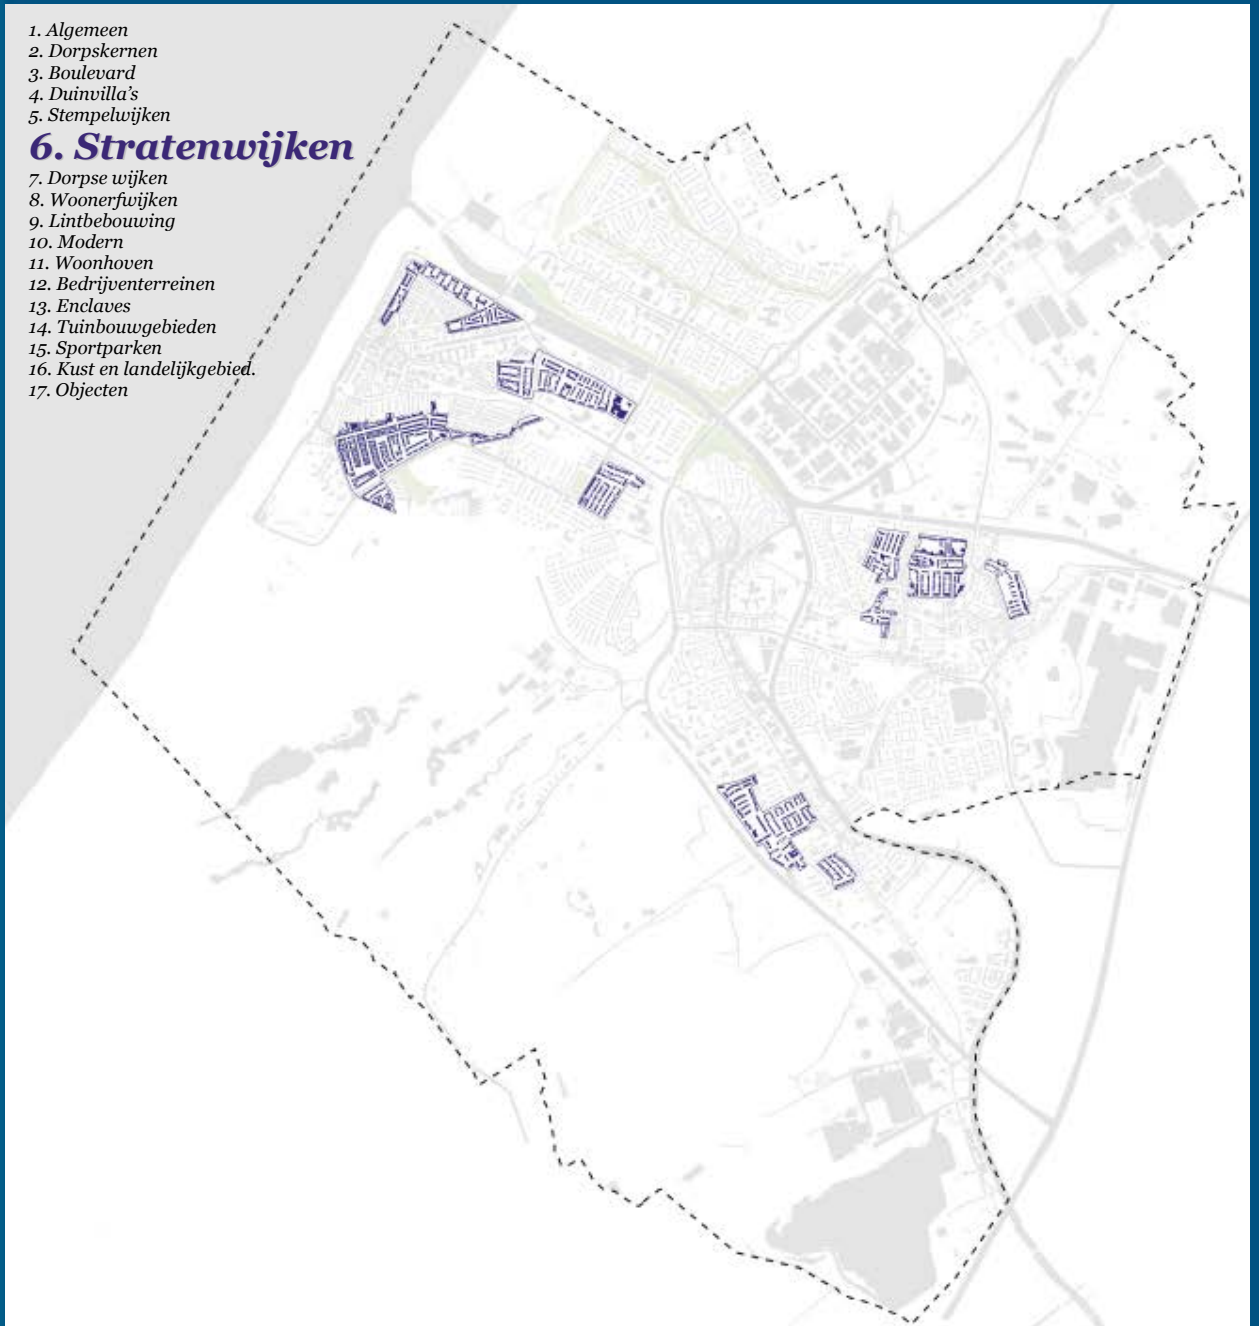 1. Algemeen
2. Dorpskernen
3. Boulevard
4. Duinvilla's
5. Stempelwijken
6. Stratenwijken
7. Dorpse wijken
8. Woonerfwijken
9. Lintbebouwing
10. Modern
11. Woonhoven
12. Bedrijventerreinen
13. Enclaves
14. Tuinbouwgebieden
15. Sportparken
16. Kust en landelijkgebied.
17. Objecten